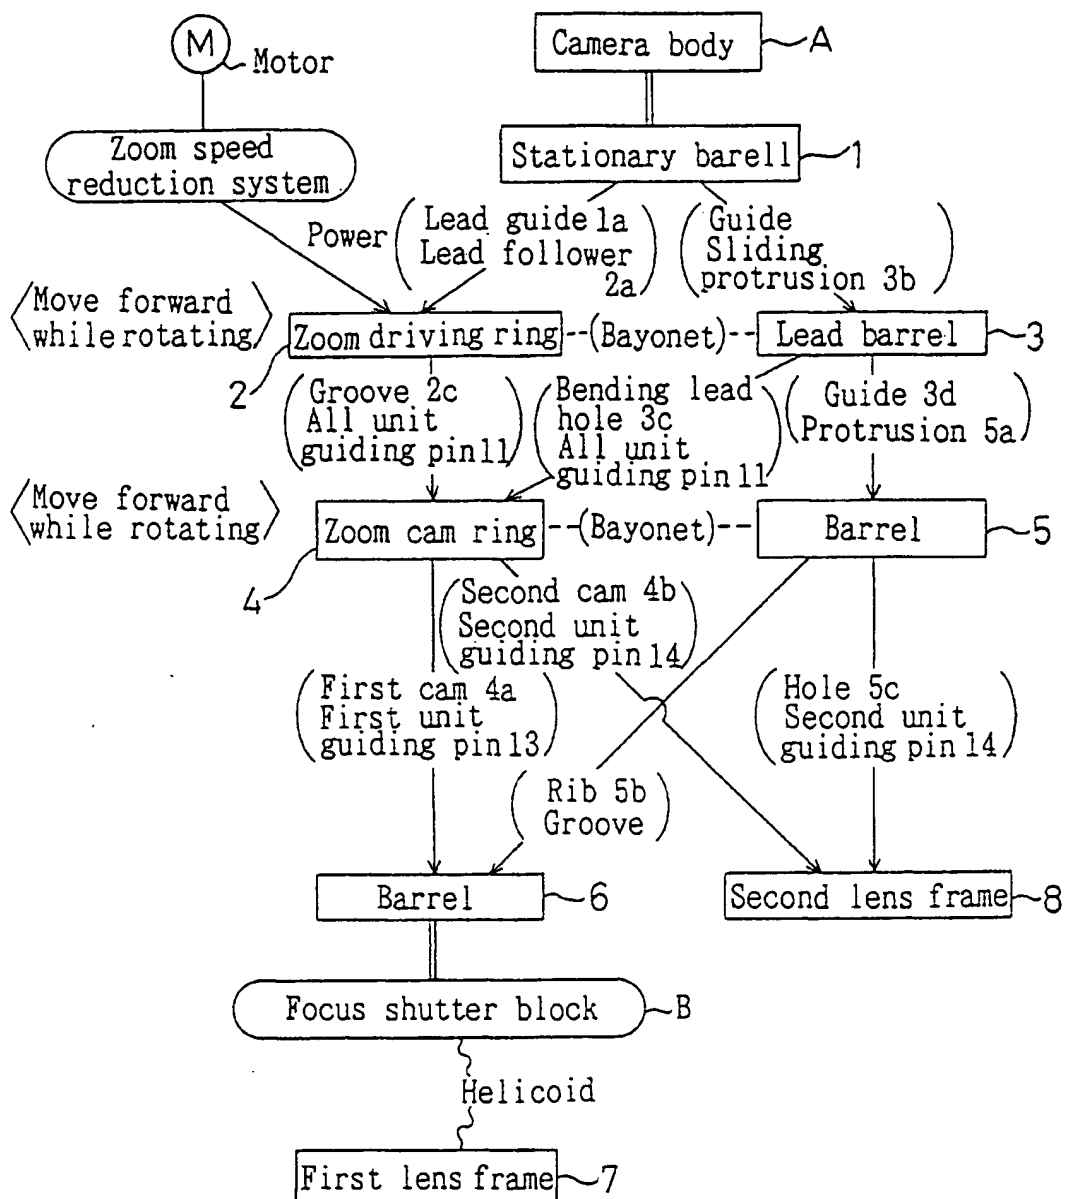 M
Motor
Camera body
A
Zoom speed
reduction system
Stationary barell
1
Power
Lead guide 1a
Lead follower
2a
Guide
Sliding
protrusion 3b
Move forward
while rotating
Zoom driving ring
(Bayonet)
Lead barrel
3
2
Groove 2c
All unit
guiding pin 11
Bending lead
hole 3c
All unit
guiding pin 11
Guide 3d
Protrusion 5a
Move forward
while rotating
Zoom cam ring
(Bayonet)
Barrel
5
4
Second cam 4b
Second unit
guiding pin 14
First cam 4a
First unit
guiding pin 13
Hole 5c
Second unit
guiding pin 14
Rib 5b
Groove
Barrel
6
Second lens frame
8
Focus shutter block
B
Helicoid
First lens frame
7